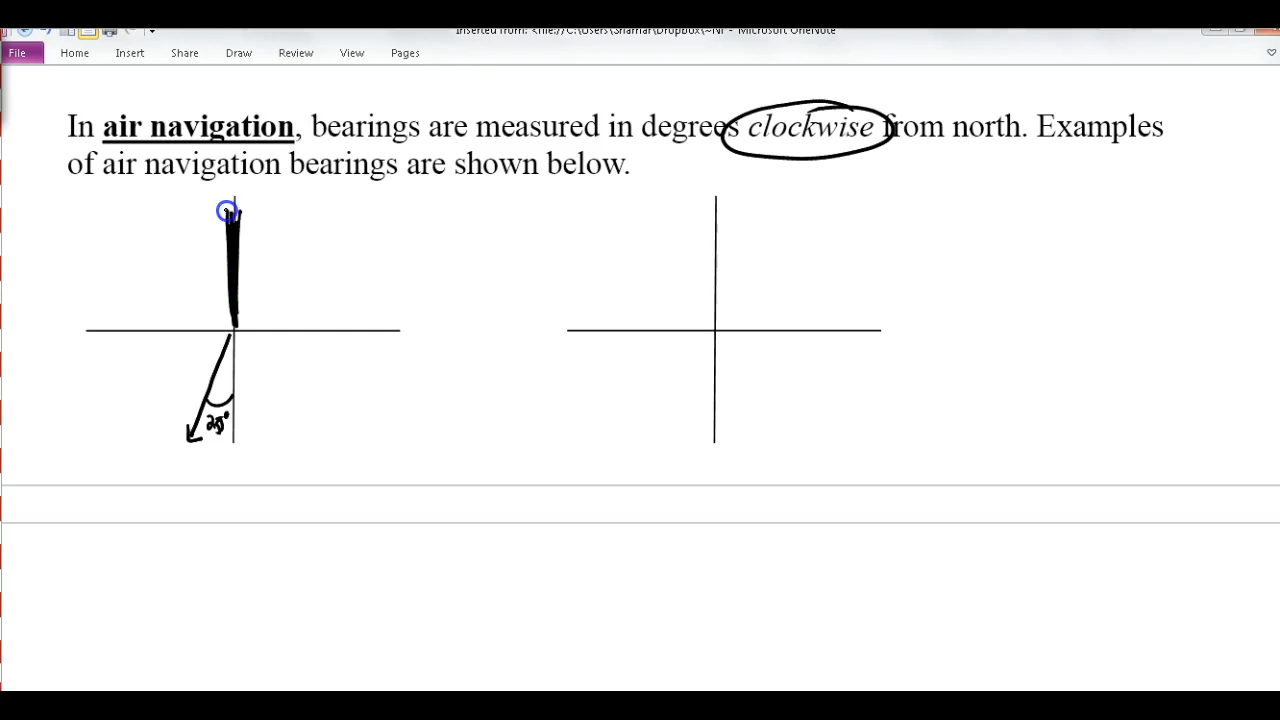 File Home Insert Share Draw Review View Pages
In air navigation, bearings are measured in degrees clockwise from north. Examples
of air navigation bearings are shown below.